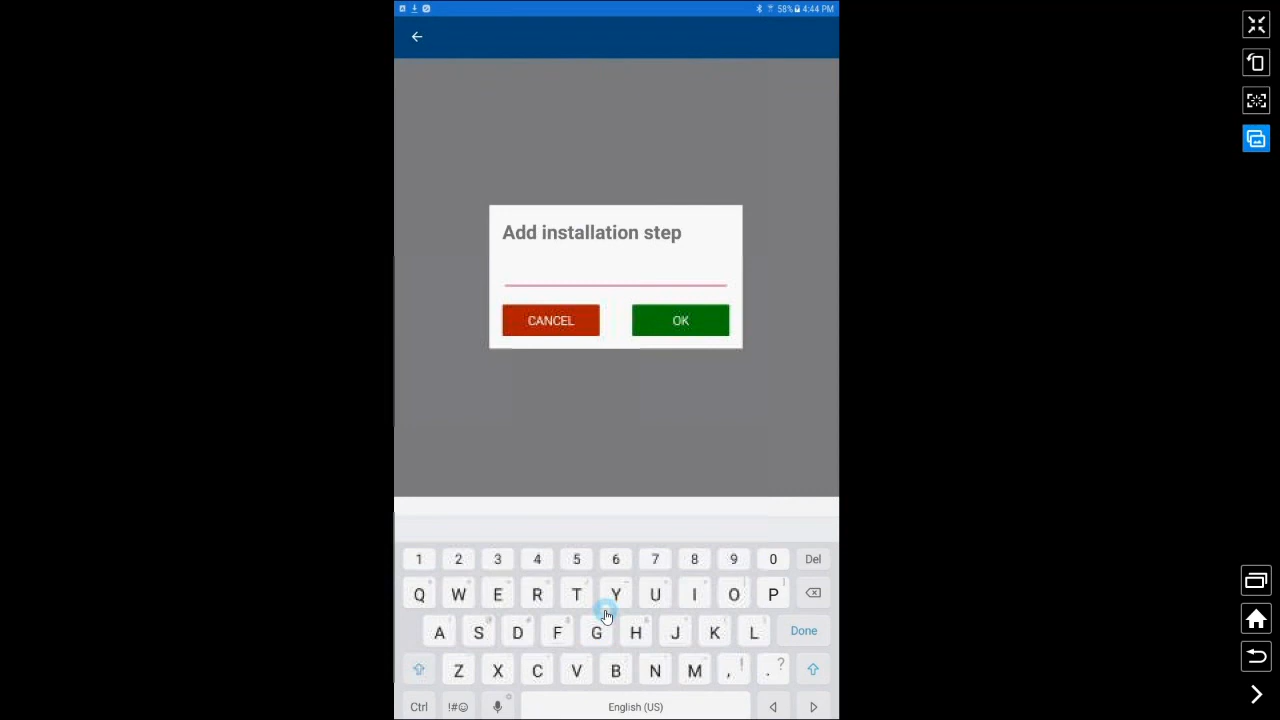 58% 4:44 PM
Add installation step
CANCEL OK
1 2 3 4 5 6 7 8 9 0 Del
Q W E R T Y U I O P
A S D F G H J K L Done
Z X C V B N M , ! . ?
Ctrl !#☺ English (US)